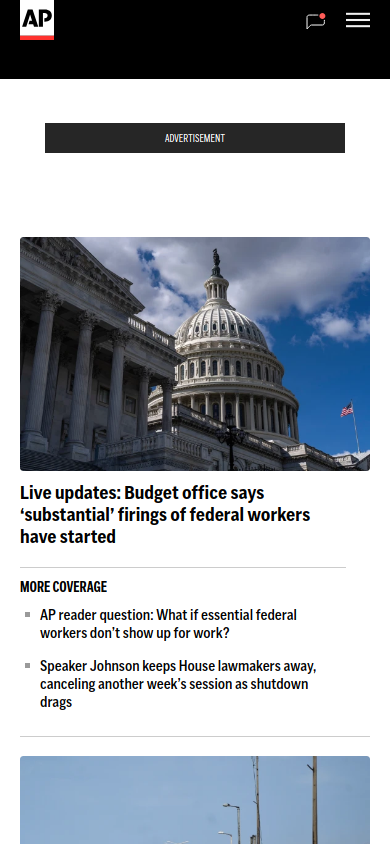 AP
ADVERTISEMENT
Live updates: Budget office says
‘substantial’ firings of federal workers
have started
MORE COVERAGE
AP reader question: What if essential federal
workers don’t show up for work?
Speaker Johnson keeps House lawmakers away,
canceling another week’s session as shutdown
drags